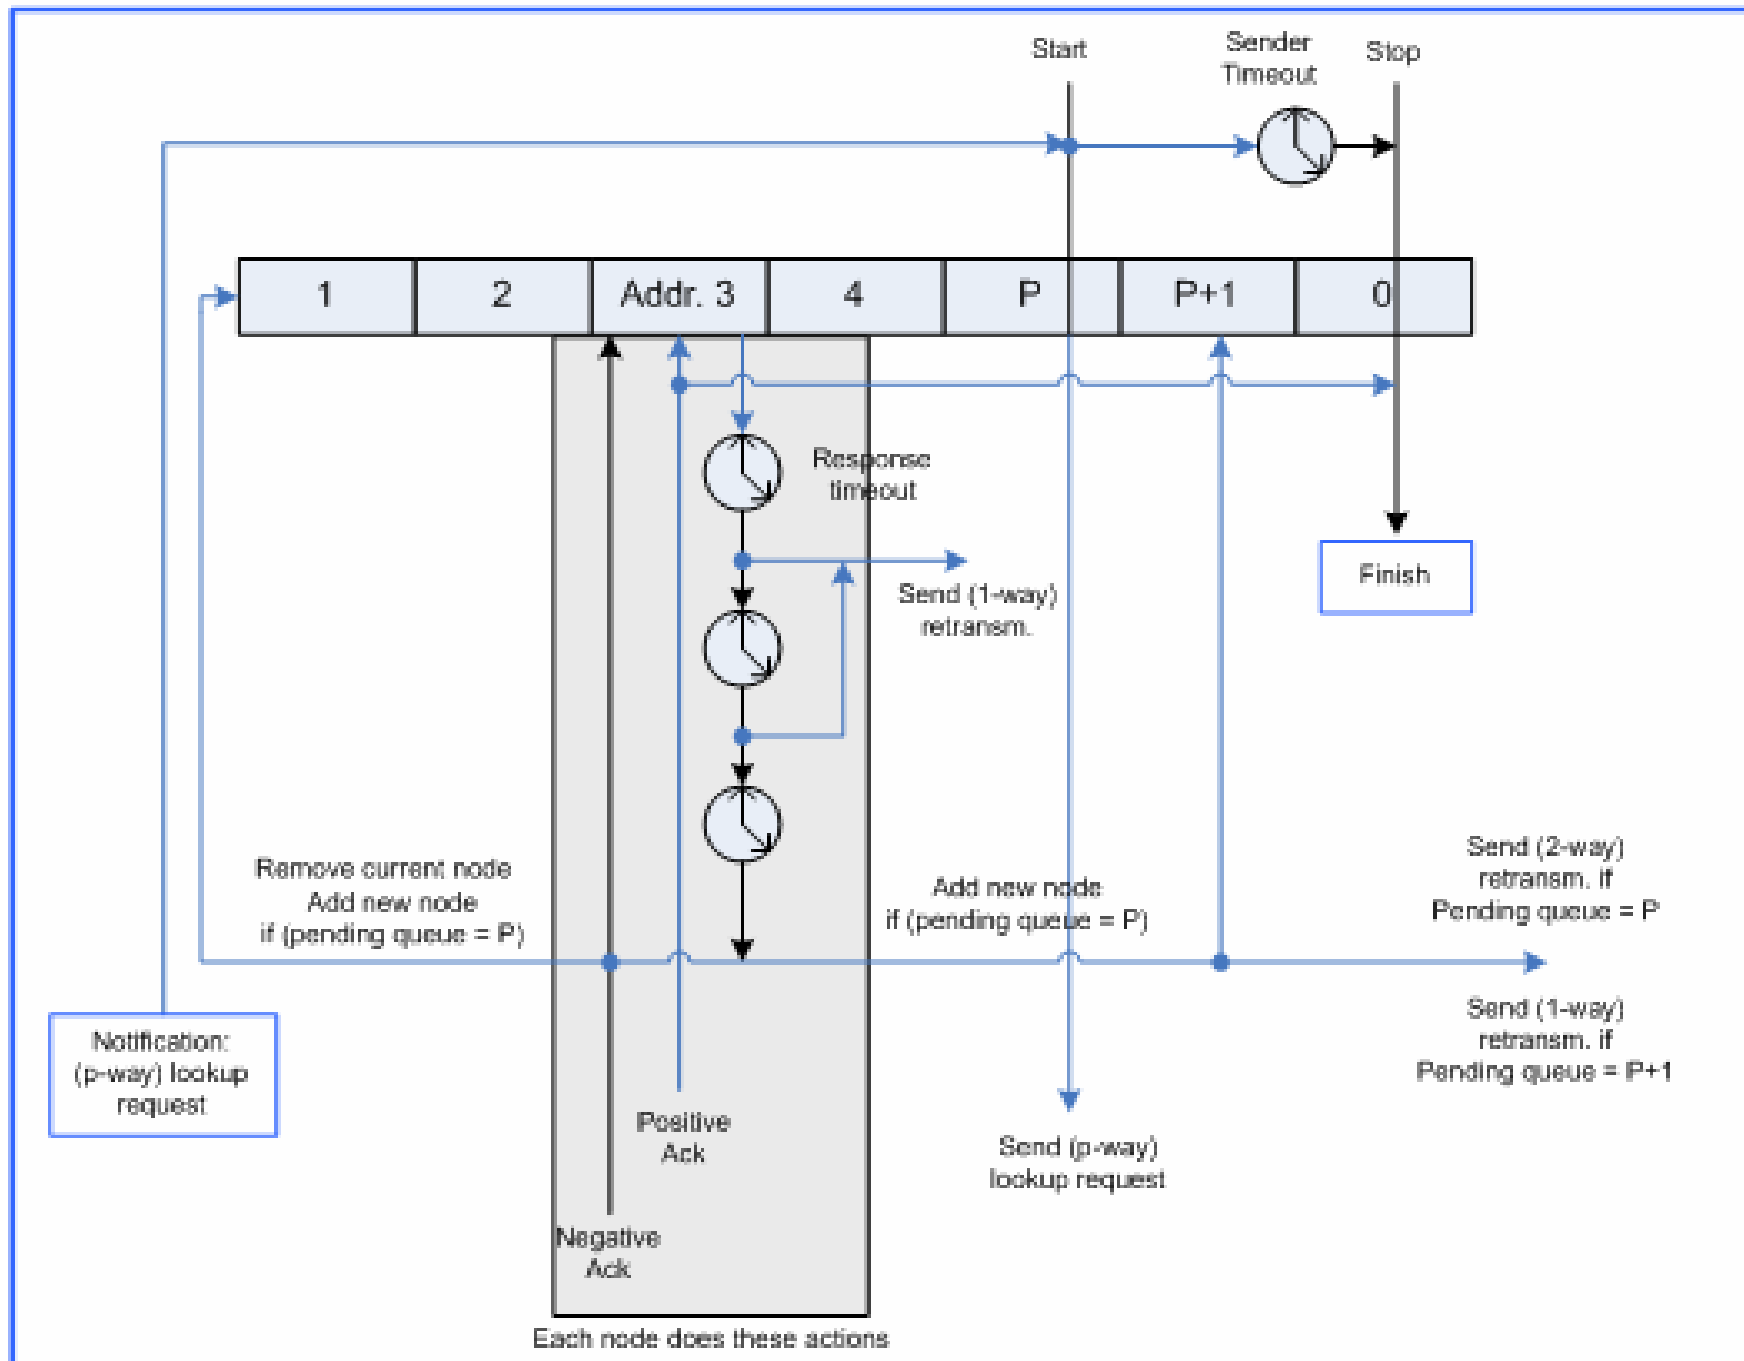 Start
Sender
Timeout
Stop
1
2
Addr. 3
4
P
P+1
0
Response
timeout
Finish
Send (1-way)
retransm.
Remove current node
Add new node
if (pending queue = P)
Add new node
if (pending queue = P)
Send (2-way)
retransm. if
Pending queue = P
Send (1-way)
retransm. if
Pending queue = P+1
Notification:
(p-way) lookup
request
Positive
Ack
Send (p-way)
lookup request
Negative
Ack
Each node does these actions